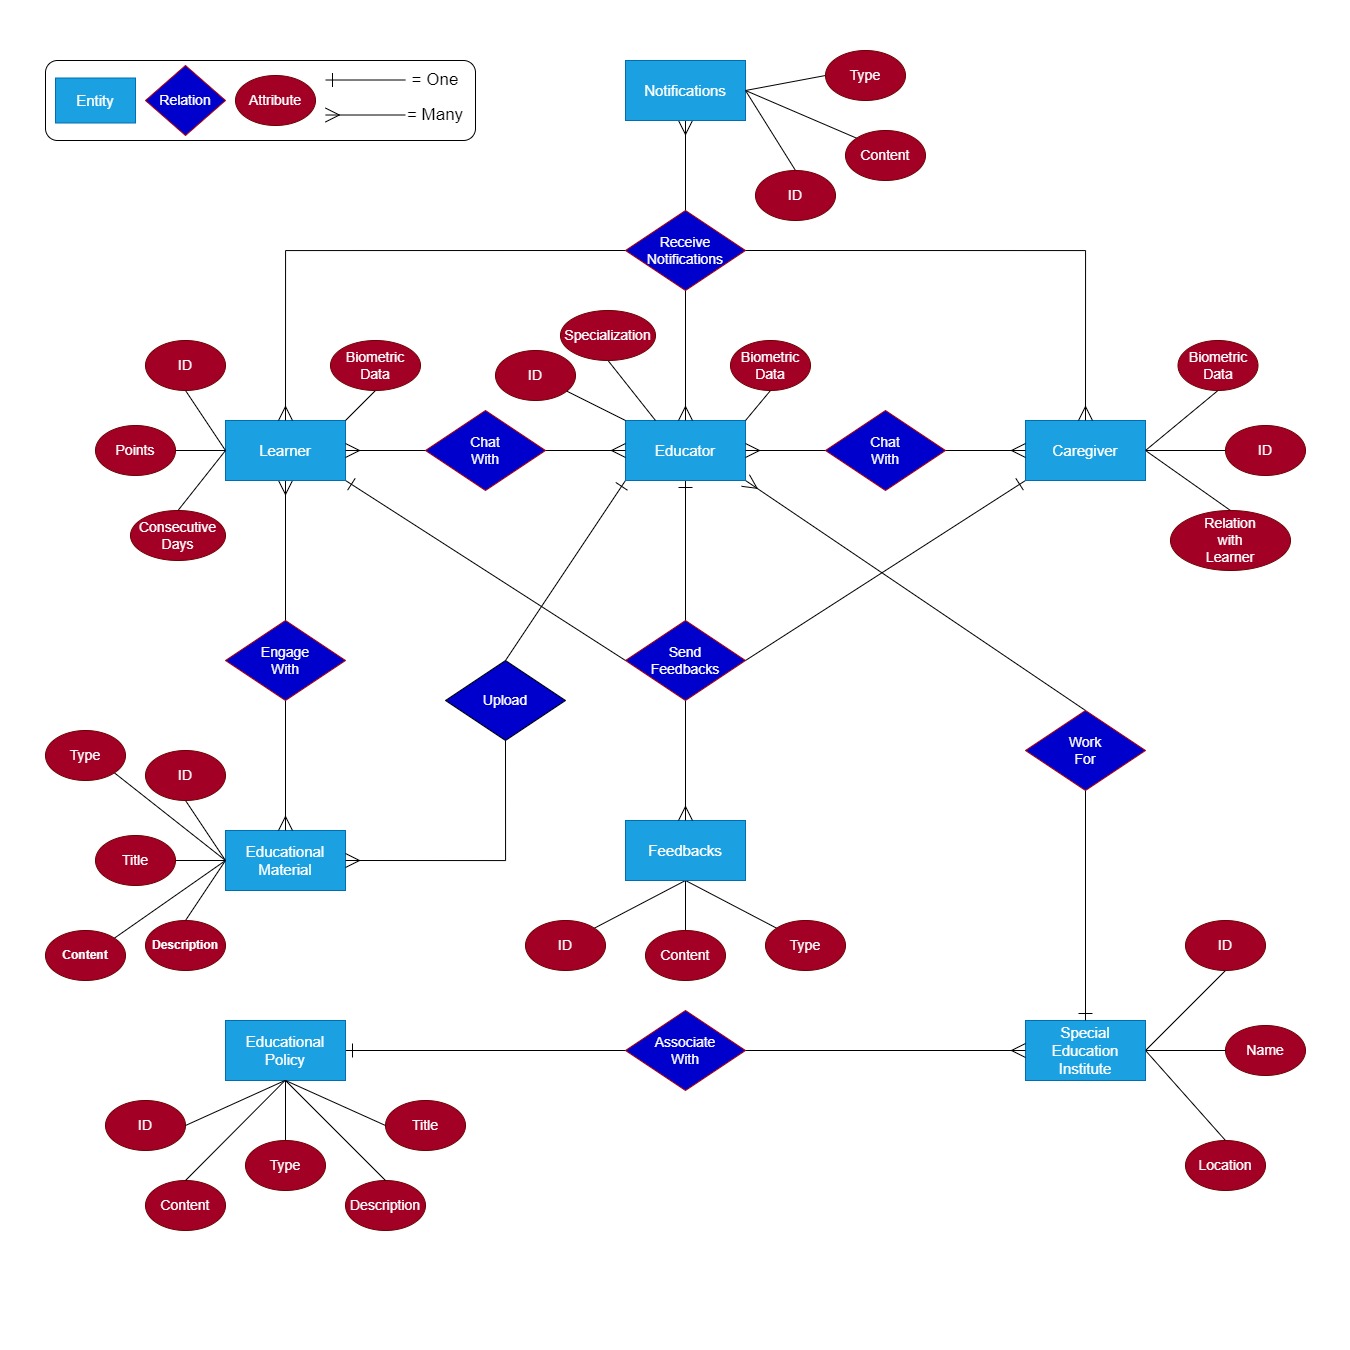 Entity
Relation
Attribute
= One
= Many
Notifications
Type
Content
ID
Receive
Notifications
Specialization
ID
Biometric
Data
ID
Biometric
Data
Biometric
Data
ID
Points
Learner
Chat
With
Educator
Chat
With
Caregiver
ID
Consecutive
Days
Relation
with
Learner
Engage
With
Send
Feedbacks
Upload
Work
For
Type
ID
Title
Educational
Material
Feedbacks
Content
Description
ID
Content
Type
ID
Educational
Policy
Associate
With
Special
Education
Institute
Name
ID
Title
Type
Content
Description
Location